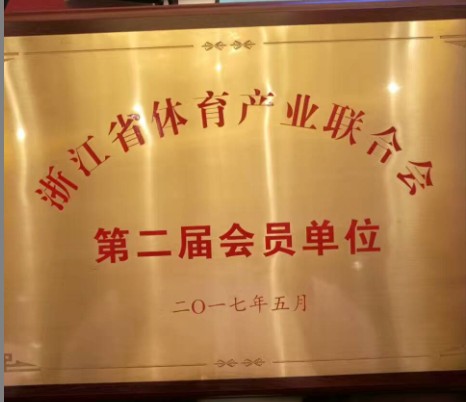 浙江省体育产业联合会
第二届会员单位
二〇一七年五月